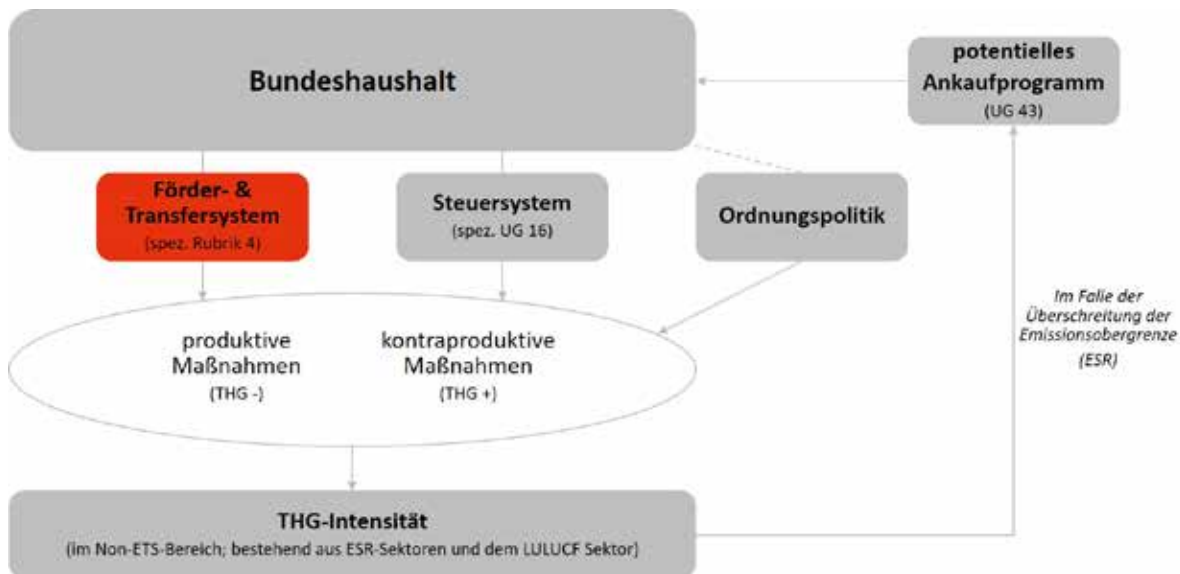 Bundeshaushalt
potentielles
Ankaufprogramm
(UG 43)
Förder- &
Transfersystem
(spez. Rubrik 4)
Steuersystem
(spez. UG 16)
Ordnungspolitik
produktive
Maßnahmen
(THG -)
kontraproduktive
Maßnahmen
(THG +)
Im Falle der
Überschreitung der
Emissionsobergrenze
(ESR)
THG-Intensität
(im Non-ETS-Bereich; bestehend aus ESR-Sektoren und dem LULUCF Sektor)